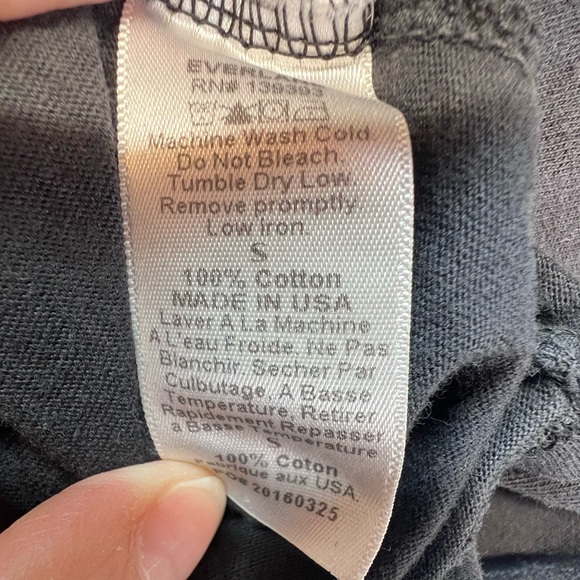 EVERLANE
RN# 139393
Machine Wash Cold.
Do Not Bleach.
Tumble Dry Low.
Remove promptly.
Low Iron.
S
100% Cotton
MADE IN USA
Laver A La Machine
A L'eau Froide, Ne Pas
Blanchir. Secher Par
Culbutage, A Basse
Temperature, Retirer
Rapidement Repasser
a Basse Temperature
S
100% Coton
Fabrique aux USA.
20160325